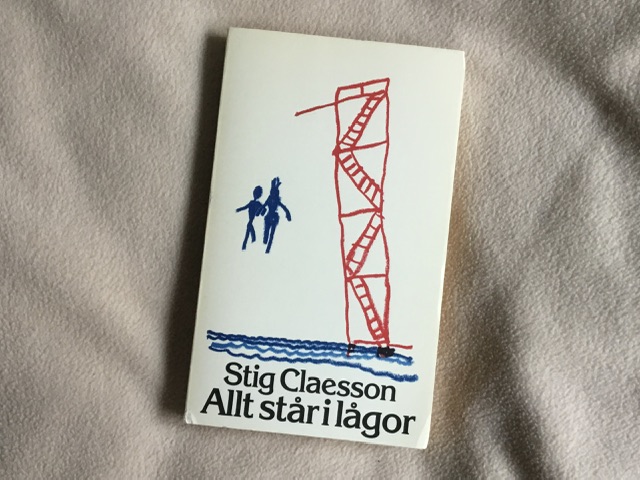 Stig Claesson
Allt står i lågor